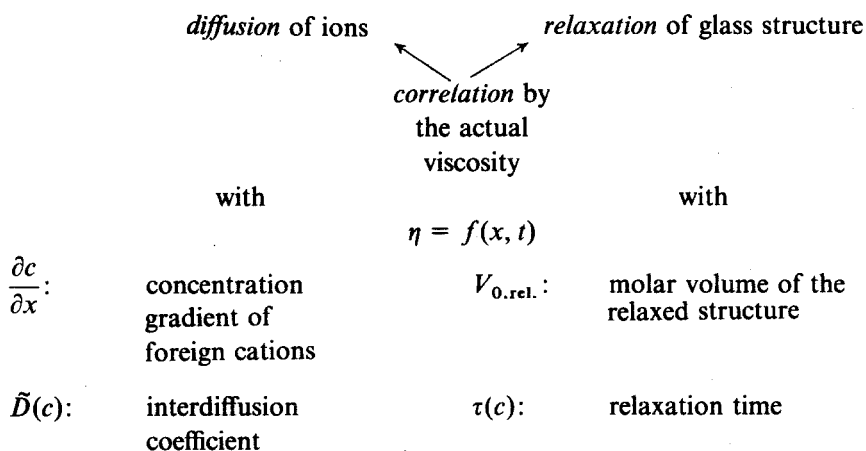 diffusion of ions
relaxation of glass structure
correlation by
the actual
viscosity
with
with
η = f(x, t)
∂c/∂x:
concentration
gradient of
foreign cations
V₀.rel. :
molar volume of the
relaxed structure
D̃(c):
interdiffusion
coefficient
τ(c):
relaxation time